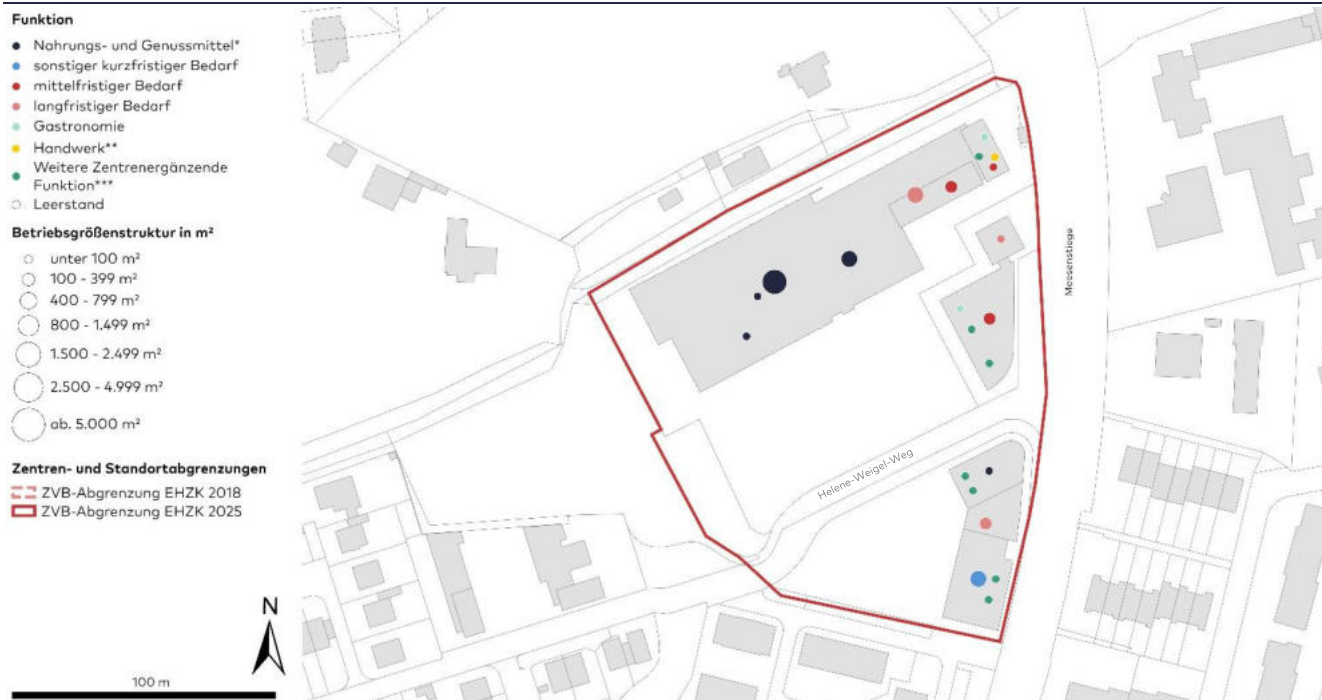 Funktion
Nahrungs- und Genussmittel*
sonstiger kurzfristiger Bedarf
mittelfristiger Bedarf
langfristiger Bedarf
Gastronomie
Handwerk**
Weitere Zentrenergänzende
Funktion***
Leerstand
Betriebsgrößenstruktur in m²
unter 100 m²
100 - 399 m²
400 - 799 m²
800 - 1.499 m²
1.500 - 2.499 m²
2.500 - 4.999 m²
ab. 5.000 m²
Zentren- und Standortabgrenzungen
ZVB-Abgrenzung EHZK 2018
ZVB-Abgrenzung EHZK 2025
N
100 m
Meesenstiege
Helene-Weigel-Weg